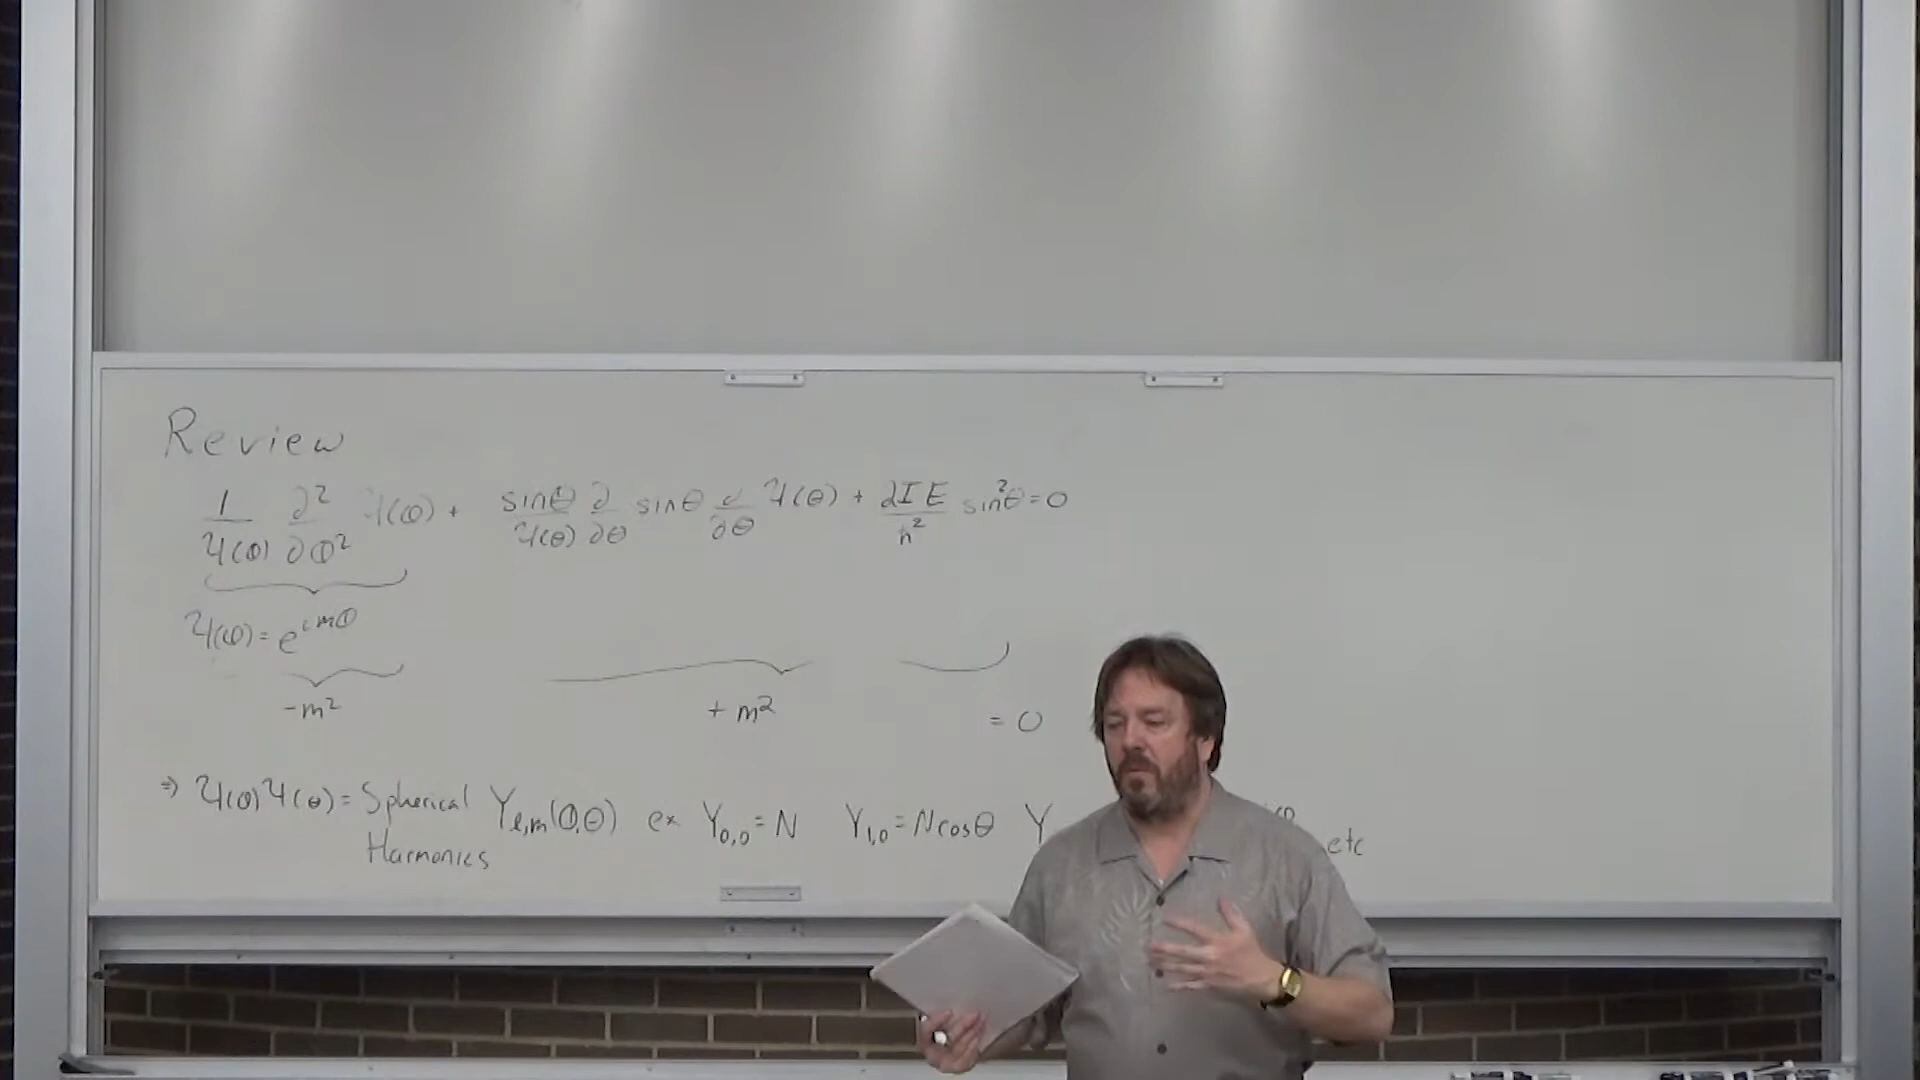 Review
1/Ψ(Φ) ∂²/∂Φ² Ψ(Φ) + sinθ/Ψ(θ) ∂/∂θ sinθ ∂/∂θ Ψ(θ) + 2IE/ħ² sin²θ = 0
Ψ(Φ) = e^{imΦ}
-m² + m² = 0
⇒ Ψ(Φ)Ψ(θ) = Spherical Harmonics Y_{ℓ,m}(Φ,θ) ex Y_{0,0} = N Y_{1,0} = N cosθ Y etc